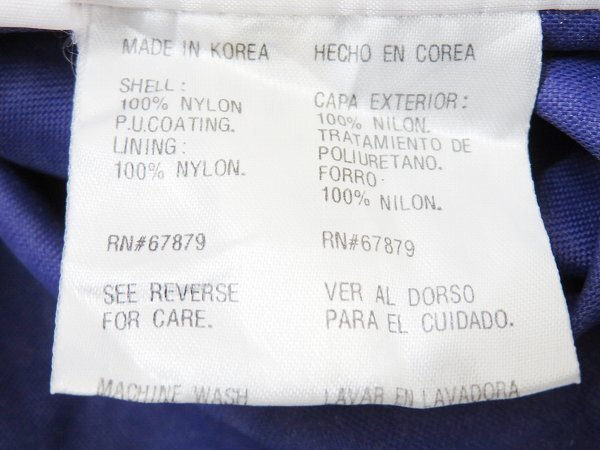 MADE IN KOREA
SHELL:
100% NYLON
P.U.COATING.
LINING:
100% NYLON.
RN#67879
SEE REVERSE
FOR CARE.
MACHINE WASH
HECHO EN COREA
CAPA EXTERIOR:
100% NILON.
TRATAMIENTO DE
POLIURETANO.
FORRO:
100% NILON.
RN#67879
VER AL DORSO
PARA EL CUIDADO.
LAVAR EN LAVADORA